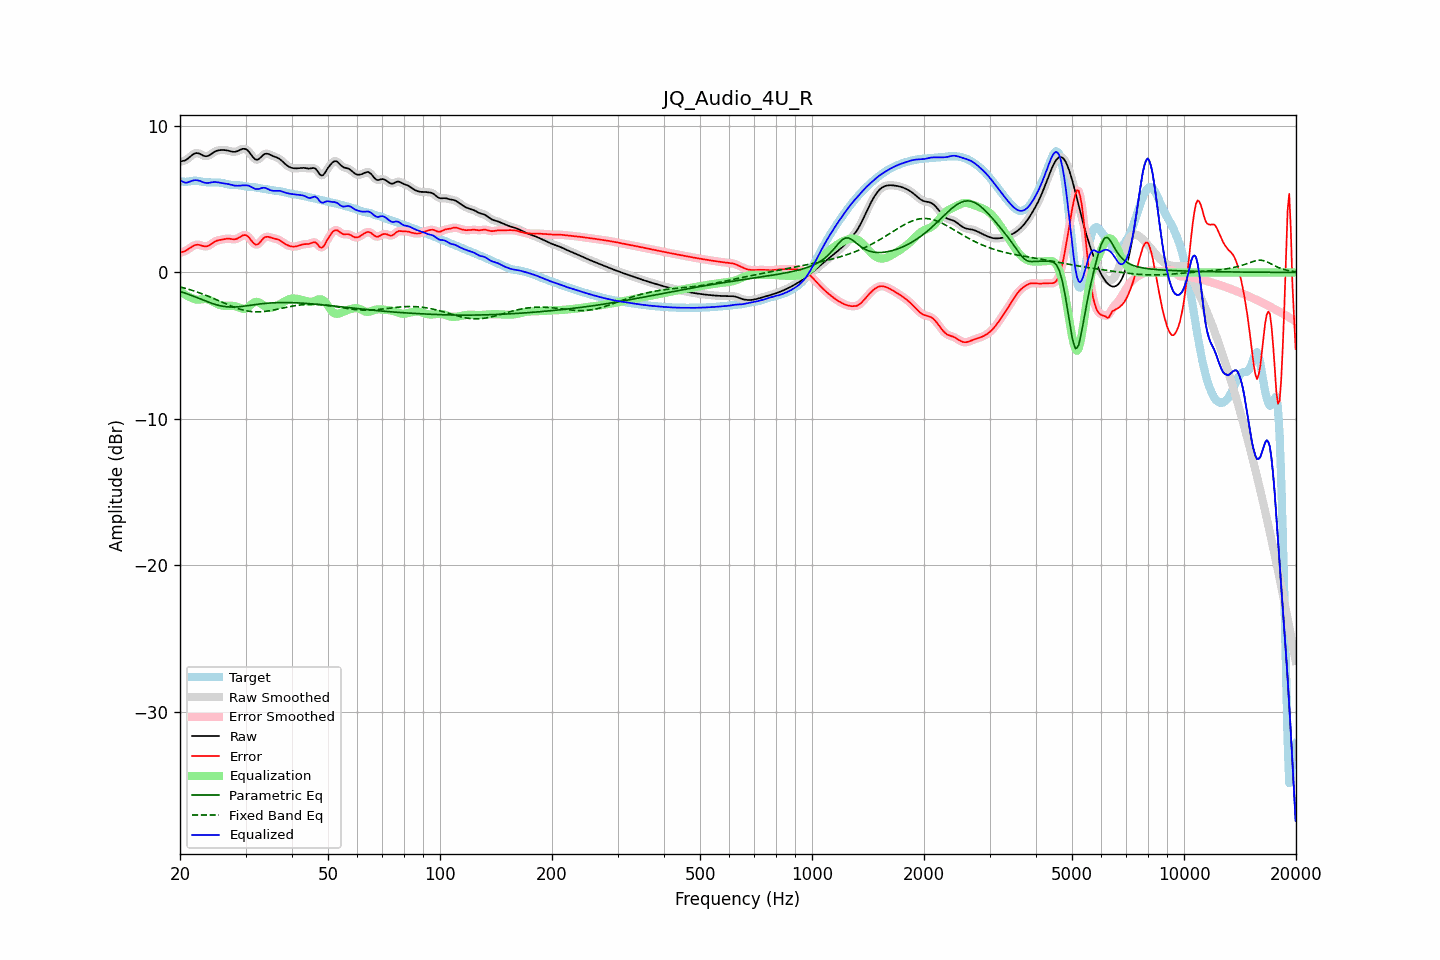 JQ_Audio_4U_R
10
0
−10
−20
−30
Amplitude (dBr)
Target
Raw Smoothed
Error Smoothed
Raw
Error
Equalization
Parametric Eq
Fixed Band Eq
Equalized
20 50 100 200 500 1000 2000 5000 10000 20000
Frequency (Hz)